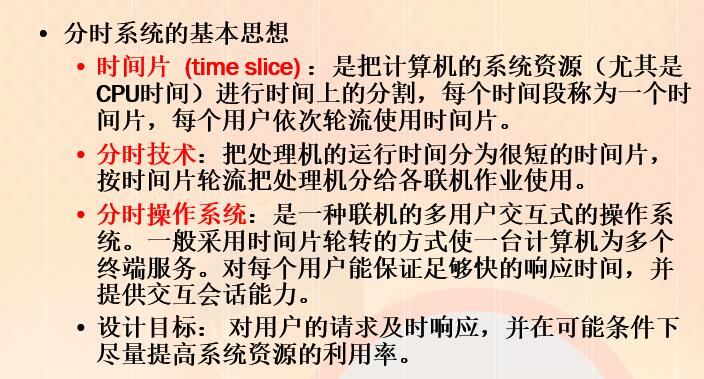 • 分时系统的基本思想
• 时间片 (time slice) ：是把计算机的系统资源（尤其是
CPU时间）进行时间上的分割，每个时间段称为一个时
间片，每个用户依次轮流使用时间片。
• 分时技术：把处理机的运行时间分为很短的时间片，
按时间片轮流把处理机分给各联机作业使用。
• 分时操作系统：是一种联机的多用户交互式的操作系
统。一般采用时间片轮转的方式使一台计算机为多个
终端服务。对每个用户能保证足够快的响应时间，并
提供交互会话能力。
• 设计目标： 对用户的请求及时响应，并在可能条件下
尽量提高系统资源的利用率。